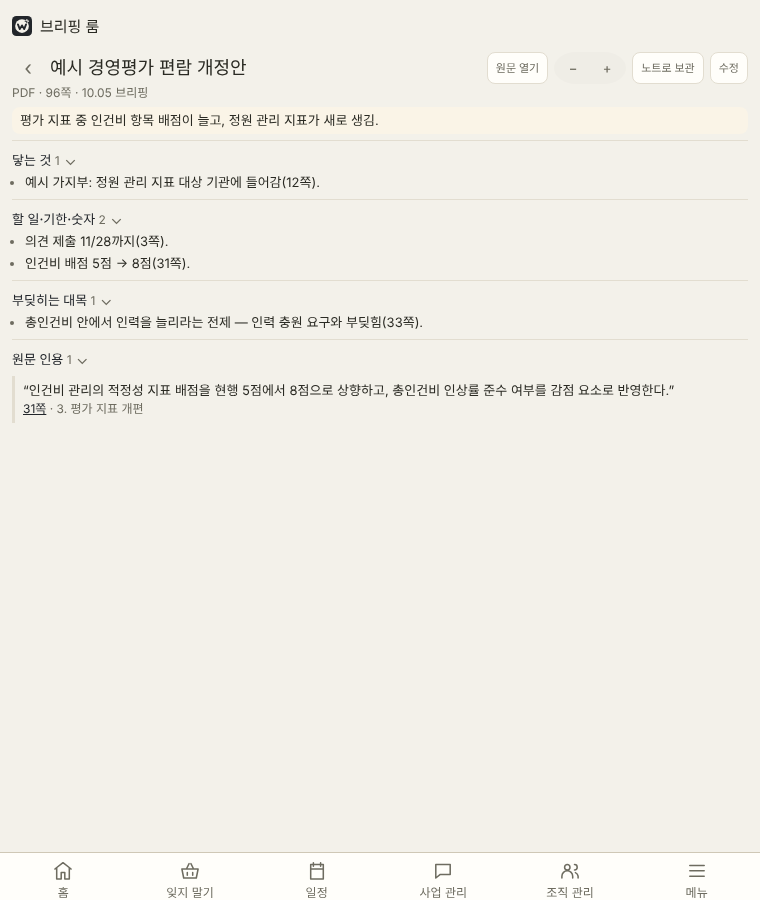 브리핑 룸
예시 경영평가 편람 개정안
원문 열기
− +
노트로 보관
수정
PDF · 96쪽 · 10.05 브리핑
평가 지표 중 인건비 항목 배점이 늘고, 정원 관리 지표가 새로 생김.
닿는 것 1
• 예시 가지부: 정원 관리 지표 대상 기관에 들어감(12쪽).
할 일·기한·숫자 2
• 의견 제출 11/28까지(3쪽).
• 인건비 배점 5점 → 8점(31쪽).
부딪히는 대목 1
• 총인건비 안에서 인력을 늘리라는 전제 — 인력 충원 요구와 부딪힘(33쪽).
원문 인용 1
“인건비 관리의 적정성 지표 배점을 현행 5점에서 8점으로 상향하고, 총인건비 인상률 준수 여부를 감점 요소로 반영한다.”
31쪽 · 3. 평가 지표 개편
홈
잊지 말기
일정
사업 관리
조직 관리
메뉴